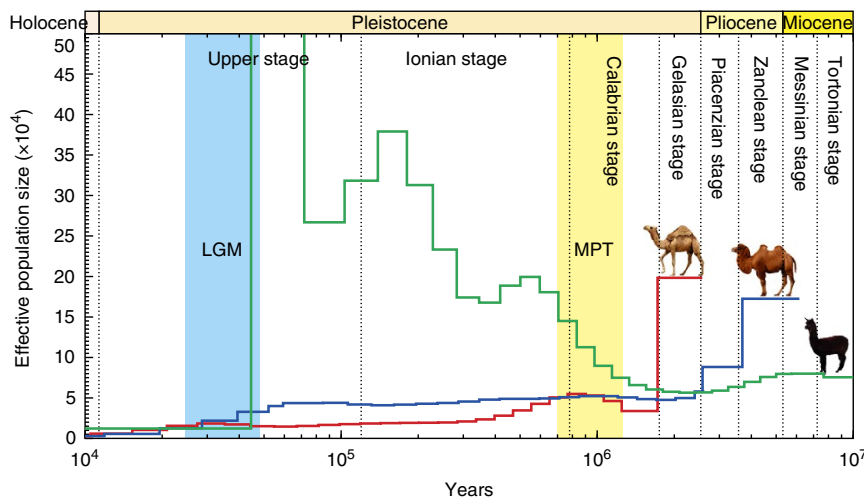 Holocene Pleistocene Pliocene Miocene
Upper stage Ionian stage
Calabrian stage
Gelasian stage
Piacenzian stage
Zanclean stage
Messinian stage
Tortonian stage
LGM MPT
Effective population size (×10⁴)
50
45
40
35
30
25
20
15
10
5
0
10⁴ 10⁵ 10⁶ 10⁷
Years